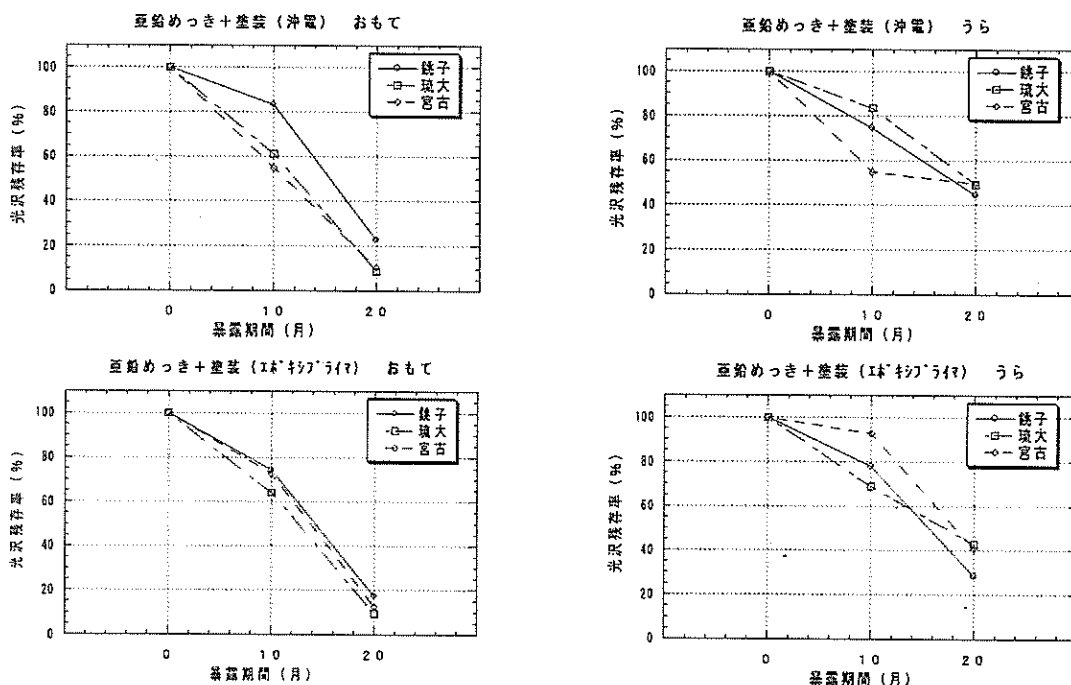 亜鉛めっき＋塗装(沖電) おもて
光沢残存率(%)
100
80
60
40
20
0
銚子
琉大
宮古
0 10 20
暴露期間(月)
亜鉛めっき＋塗装(沖電) うら
光沢残存率(%)
100
80
60
40
20
0
銚子
琉大
宮古
0 10 20
暴露期間(月)
亜鉛めっき＋塗装(ｴﾎﾟｷｼﾌﾟﾗｲﾏ) おもて
光沢残存率(%)
100
80
60
40
20
0
銚子
琉大
宮古
0 10 20
暴露期間(月)
亜鉛めっき＋塗装(ｴﾎﾟｷｼﾌﾟﾗｲﾏ) うら
光沢残存率(%)
100
80
60
40
20
0
銚子
琉大
宮古
0 10 20
暴露期間(月)